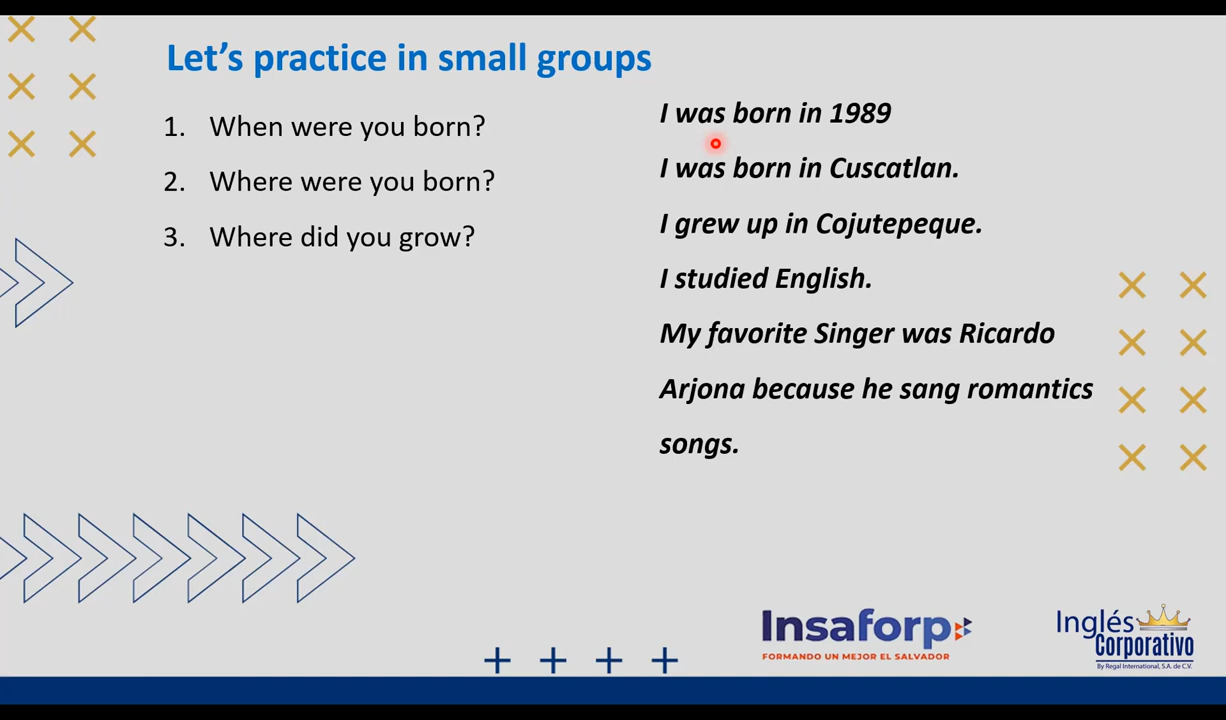 Let's practice in small groups
1. When were you born?
2. Where were you born?
3. Where did you grow?
I was born in 1989
I was born in Cuscatlan.
I grew up in Cojutepeque.
I studied English.
My favorite Singer was Ricardo
Arjona because he sang romantics
songs.
Insaforp
FORMANDO UN MEJOR EL SALVADOR
Inglés
Corporativo
By Regal International, S.A. de C.V.